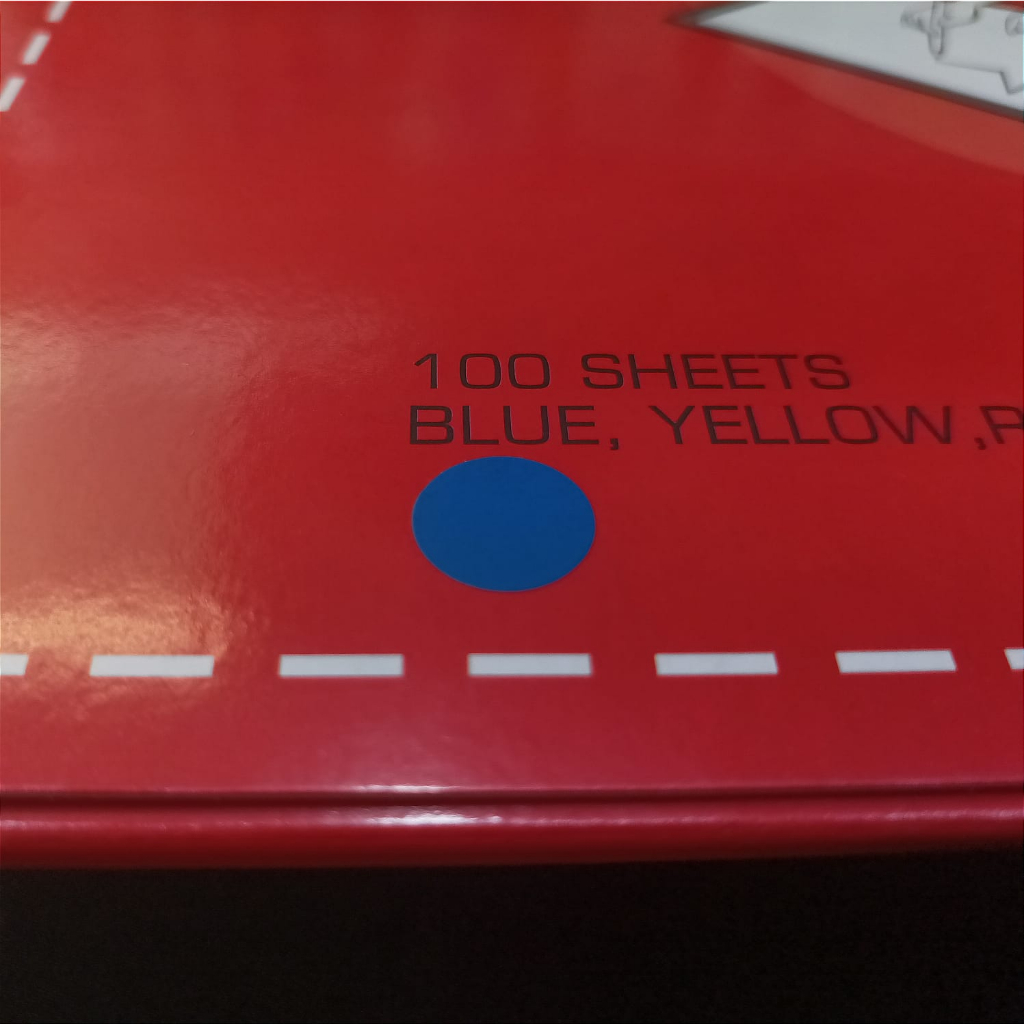 100 SHEETS
BLUE, YELLOW ,